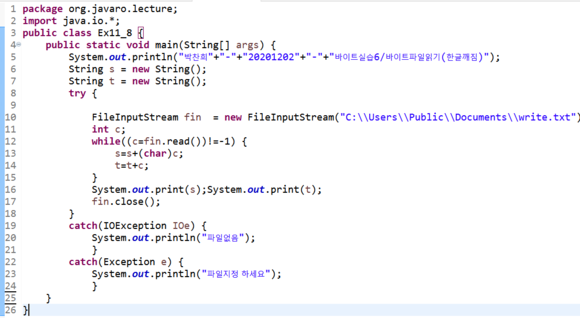 1 package org.javaro.lecture;
2 import java.io.*;
3 public class Ex11_8 {
4 public static void main(String[] args) {
5 System.out.println("박찬희"+"-"+"20201202"+"-"+"바이트실습6/바이트파일읽기(한글깨짐)");
6 String s = new String();
7 String t = new String();
8 try {
9
10 FileInputStream fin  = new FileInputStream("C:\\Users\\Public\\Documents\\write.txt")
11 int c;
12 while((c=fin.read())!=-1) {
13 s=s+(char)c;
14 t=t+c;
15 }
16 System.out.print(s);System.out.print(t);
17 fin.close();
18 }
19 catch(IOException IOe) {
20 System.out.println("파일없음");
21 }
22 catch(Exception e) {
23 System.out.println("파일지정 하세요");
24 }
25 }
26 }